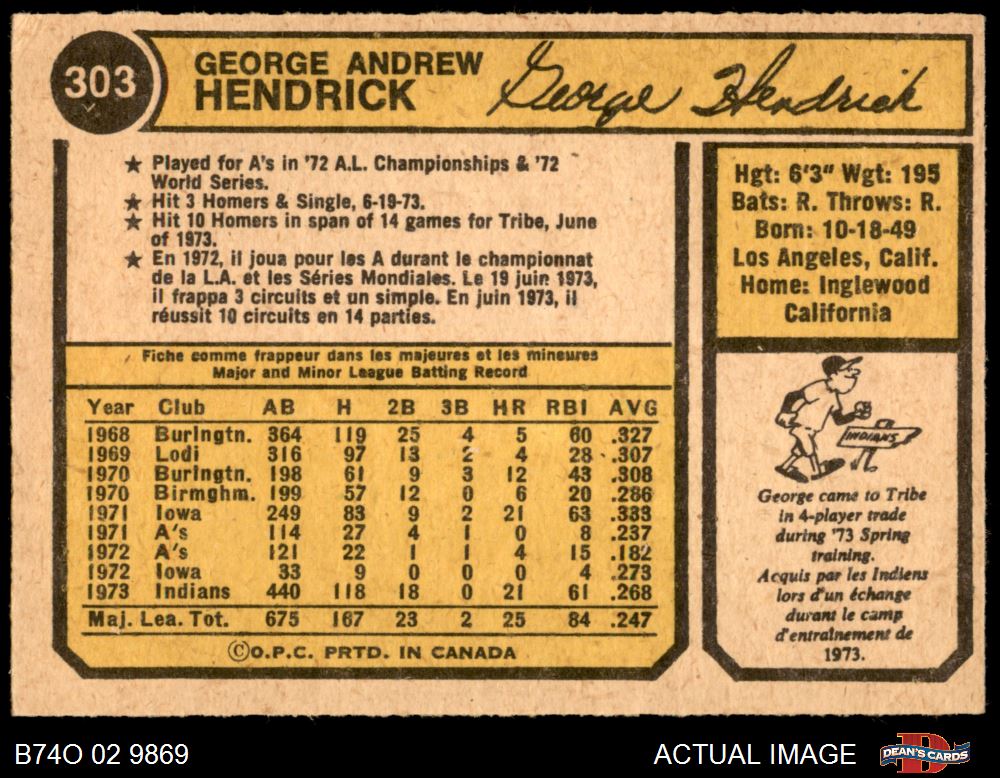 303
GEORGE ANDREW
HENDRICK
George Hendrick
★ Played for A's in '72 A.L. Championships & '72
World Series.
★ Hit 3 Homers & Single, 6-19-73.
★ Hit 10 Homers in span of 14 games for Tribe, June
of 1973.
★ En 1972, il joua pour les A durant le championnat
de la L.A. et les Séries Mondiales. Le 19 juin 1973,
il frappa 3 circuits et un simple. En juin 1973, il
réussit 10 circuits en 14 parties.
Hgt: 6'3" Wgt: 195
Bats: R. Throws: R.
Born: 10-18-49
Los Angeles, Calif.
Home: Inglewood
California
Fiche comme frappeur dans les majeures et les mineures
Major and Minor League Batting Record
Year Club AB H 2B 3B HR RBI AVG
1968 Burlngtn. 364 119 25 4 5 60 .327
1969 Lodi 316 97 13 2 4 28 .307
1970 Burlngtn. 198 61 9 3 12 43 .308
1970 Birmghm. 199 57 12 0 6 20 .286
1971 Iowa 249 83 9 2 21 63 .333
1971 A's 114 27 4 1 0 8 .237
1972 A's 121 22 1 1 4 15 .182
1972 Iowa 33 9 0 0 0 4 .273
1973 Indians 440 118 18 0 21 61 .268
Maj. Lea. Tot. 675 167 23 2 25 84 .247
©O.P.C. PRTD. IN CANADA
INDIANS
George came to Tribe
in 4-player trade
during '73 Spring
training.
Acquis par les Indiens
lors d'un échange
durant le camp
d'entraînement de
1973.
B74O 02 9869
ACTUAL IMAGE
D
DEAN'S CARDS